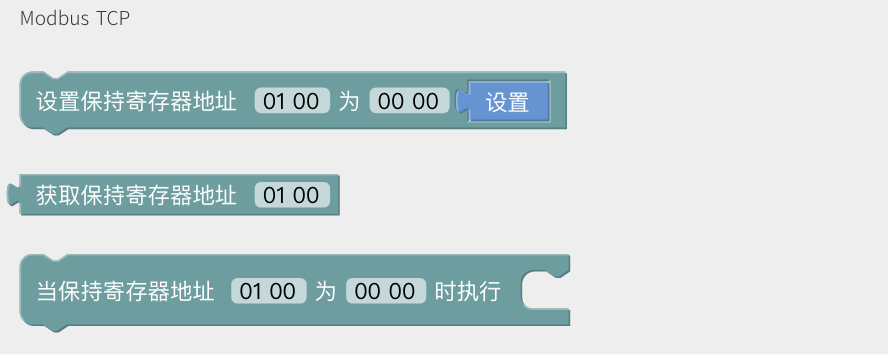 Modbus TCP
设置保持寄存器地址 01 00 为 00 00 设置
获取保持寄存器地址 01 00
当保持寄存器地址 01 00 为 00 00 时执行